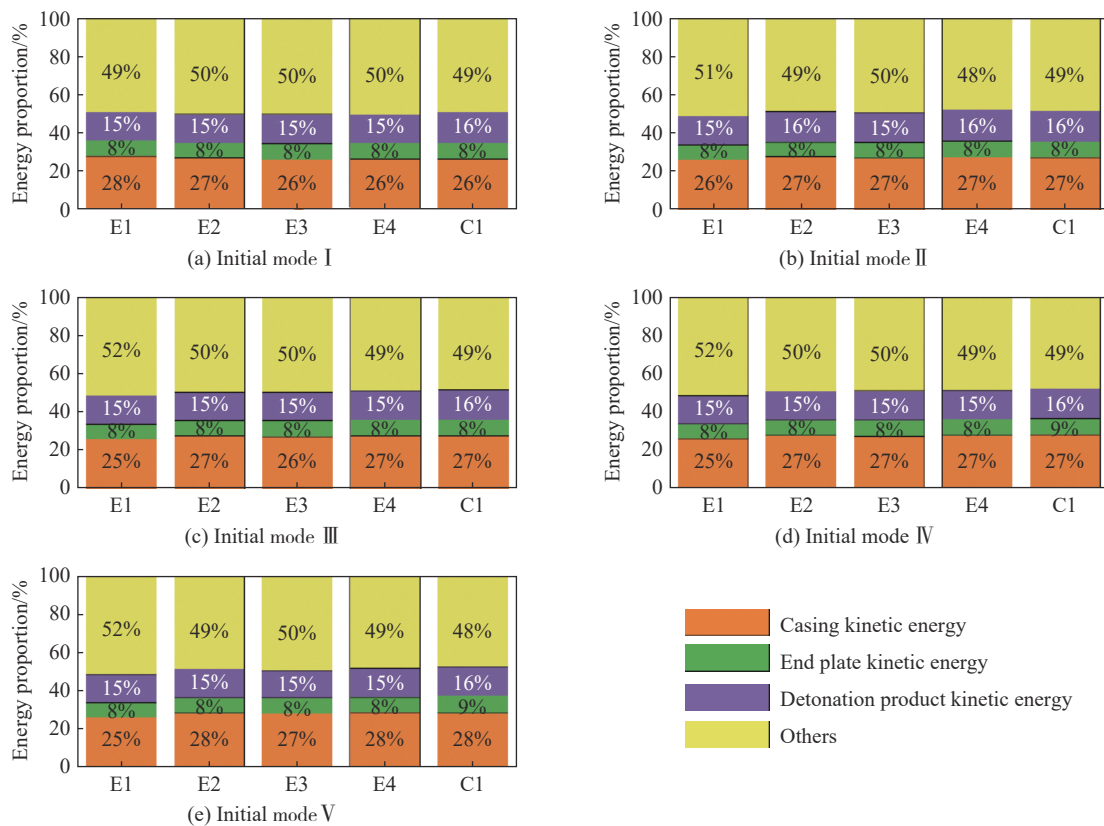 Energy proportion/%
100
80
60
40
20
0
49% 50% 50% 50% 49%
15% 15% 15% 15% 16%
8% 8% 8% 8% 8%
28% 27% 26% 26% 26%
E1 E2 E3 E4 C1
(a) Initial mode Ⅰ
Energy proportion/%
100
80
60
40
20
0
51% 49% 50% 48% 49%
15% 16% 15% 16% 16%
8% 8% 8% 8% 8%
26% 27% 27% 27% 27%
E1 E2 E3 E4 C1
(b) Initial mode Ⅱ
Energy proportion/%
100
80
60
40
20
0
52% 50% 50% 49% 49%
15% 15% 15% 15% 16%
8% 8% 8% 8% 8%
25% 27% 26% 27% 27%
E1 E2 E3 E4 C1
(c) Initial mode Ⅲ
Energy proportion/%
100
80
60
40
20
0
52% 50% 50% 49% 49%
15% 15% 15% 15% 16%
8% 8% 8% 8% 9%
25% 27% 27% 27% 27%
E1 E2 E3 E4 C1
(d) Initial mode Ⅳ
Energy proportion/%
100
80
60
40
20
0
52% 49% 50% 49% 48%
15% 15% 15% 15% 16%
8% 8% 8% 8% 9%
25% 28% 27% 28% 28%
E1 E2 E3 E4 C1
(e) Initial mode Ⅴ
Casing kinetic energy
End plate kinetic energy
Detonation product kinetic energy
Others